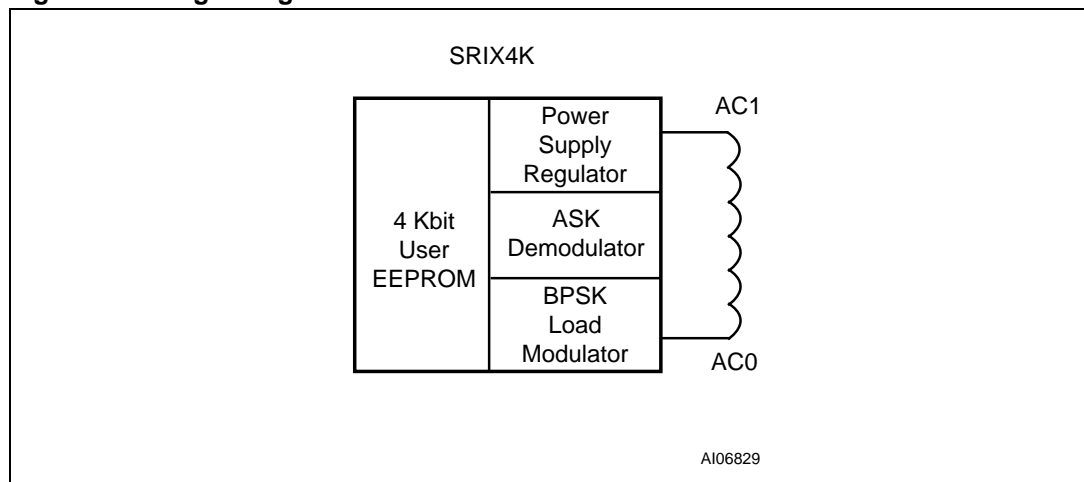 SRIX4K
AC1
Power
Supply
Regulator
4 Kbit
User
EEPROM
ASK
Demodulator
BPSK
Load
Modulator
AC0
AI06829